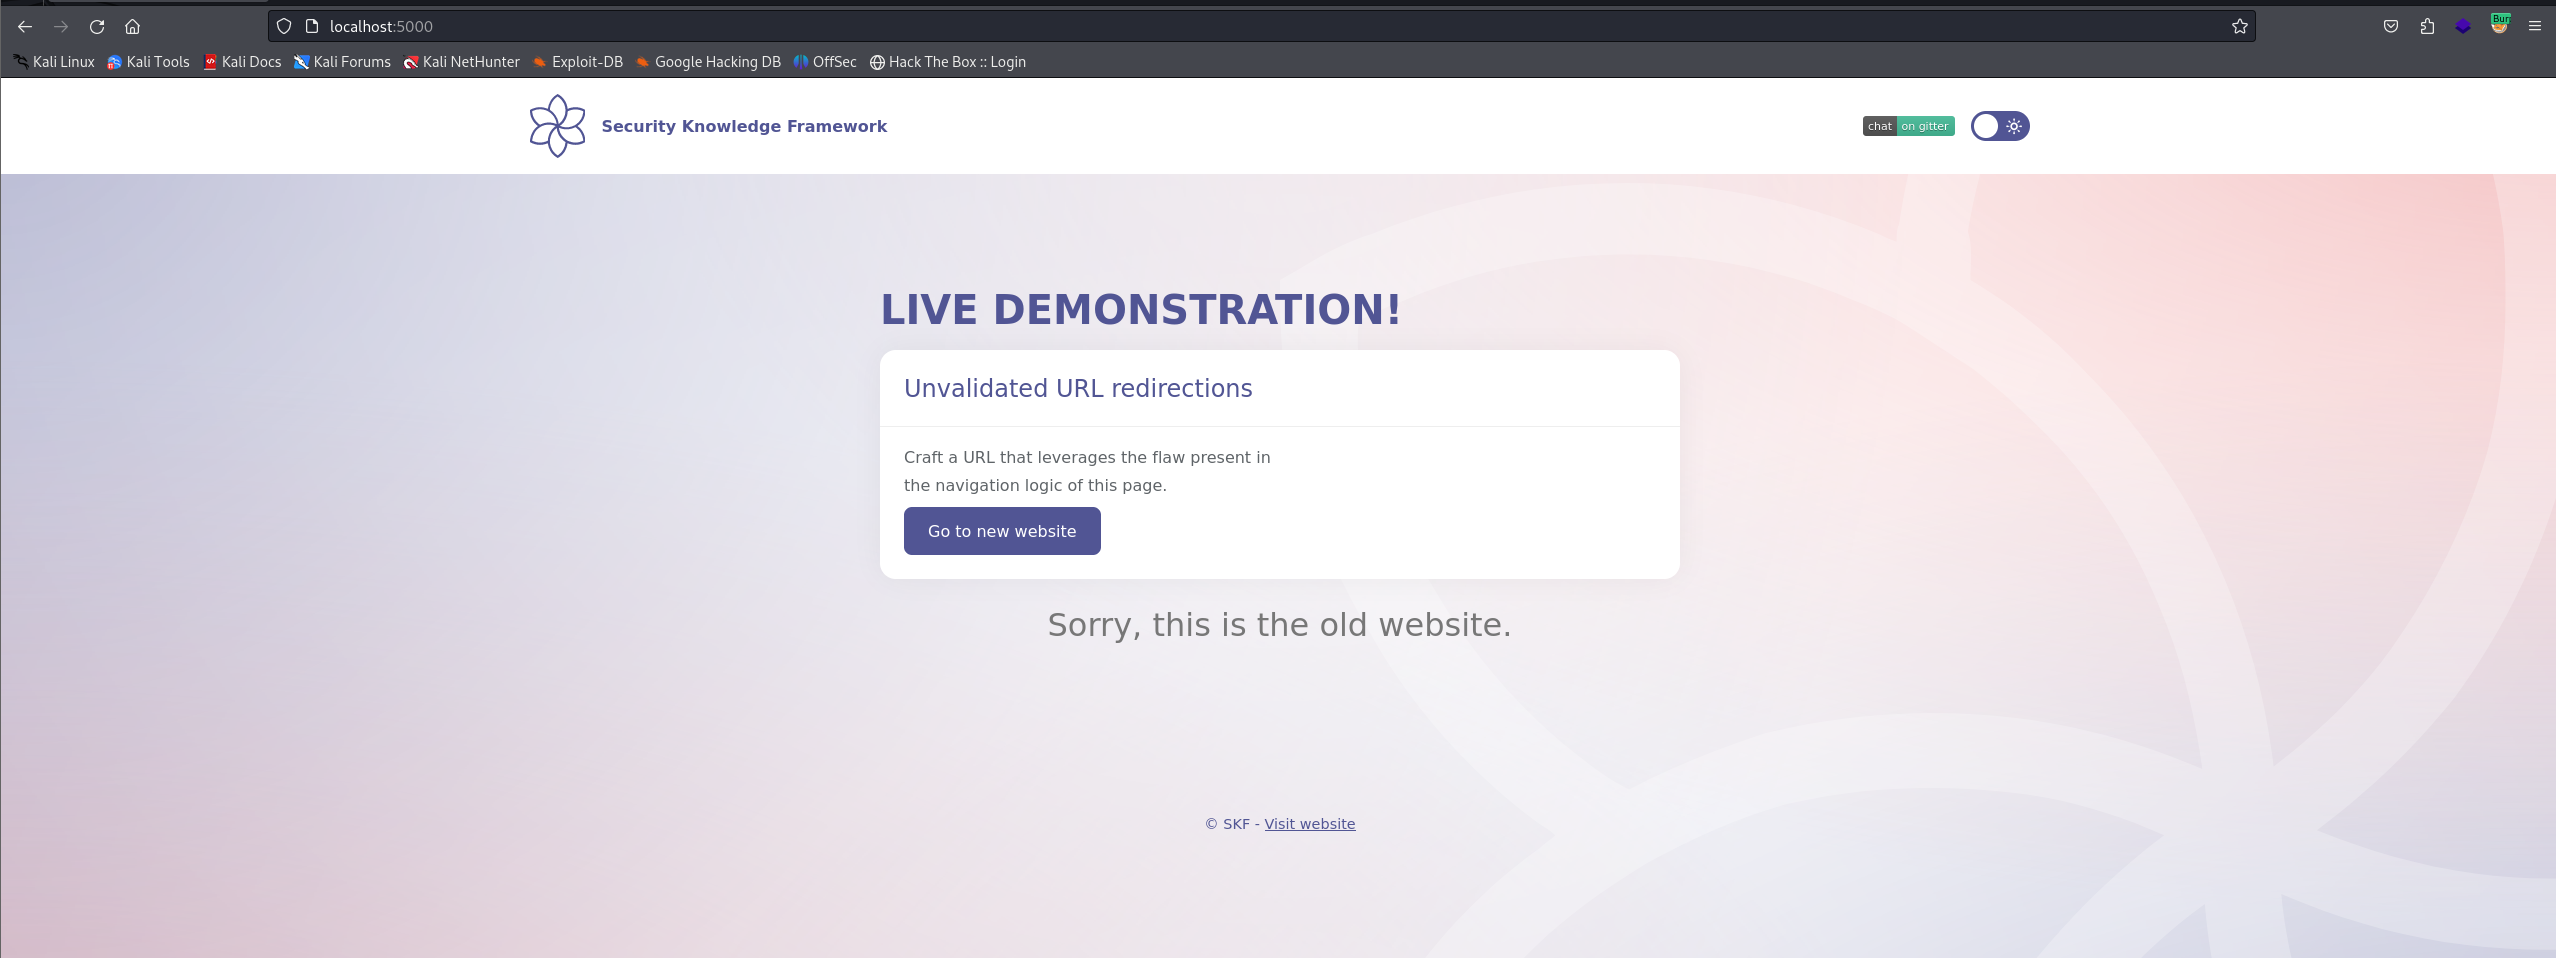 localhost:5000
Burp
Kali Linux Kali Tools Kali Docs Kali Forums Kali NetHunter Exploit-DB Google Hacking DB OffSec Hack The Box :: Login
Security Knowledge Framework
chat on gitter
LIVE DEMONSTRATION!
Unvalidated URL redirections
Craft a URL that leverages the flaw present in
the navigation logic of this page.
Go to new website
Sorry, this is the old website.
© SKF - Visit website